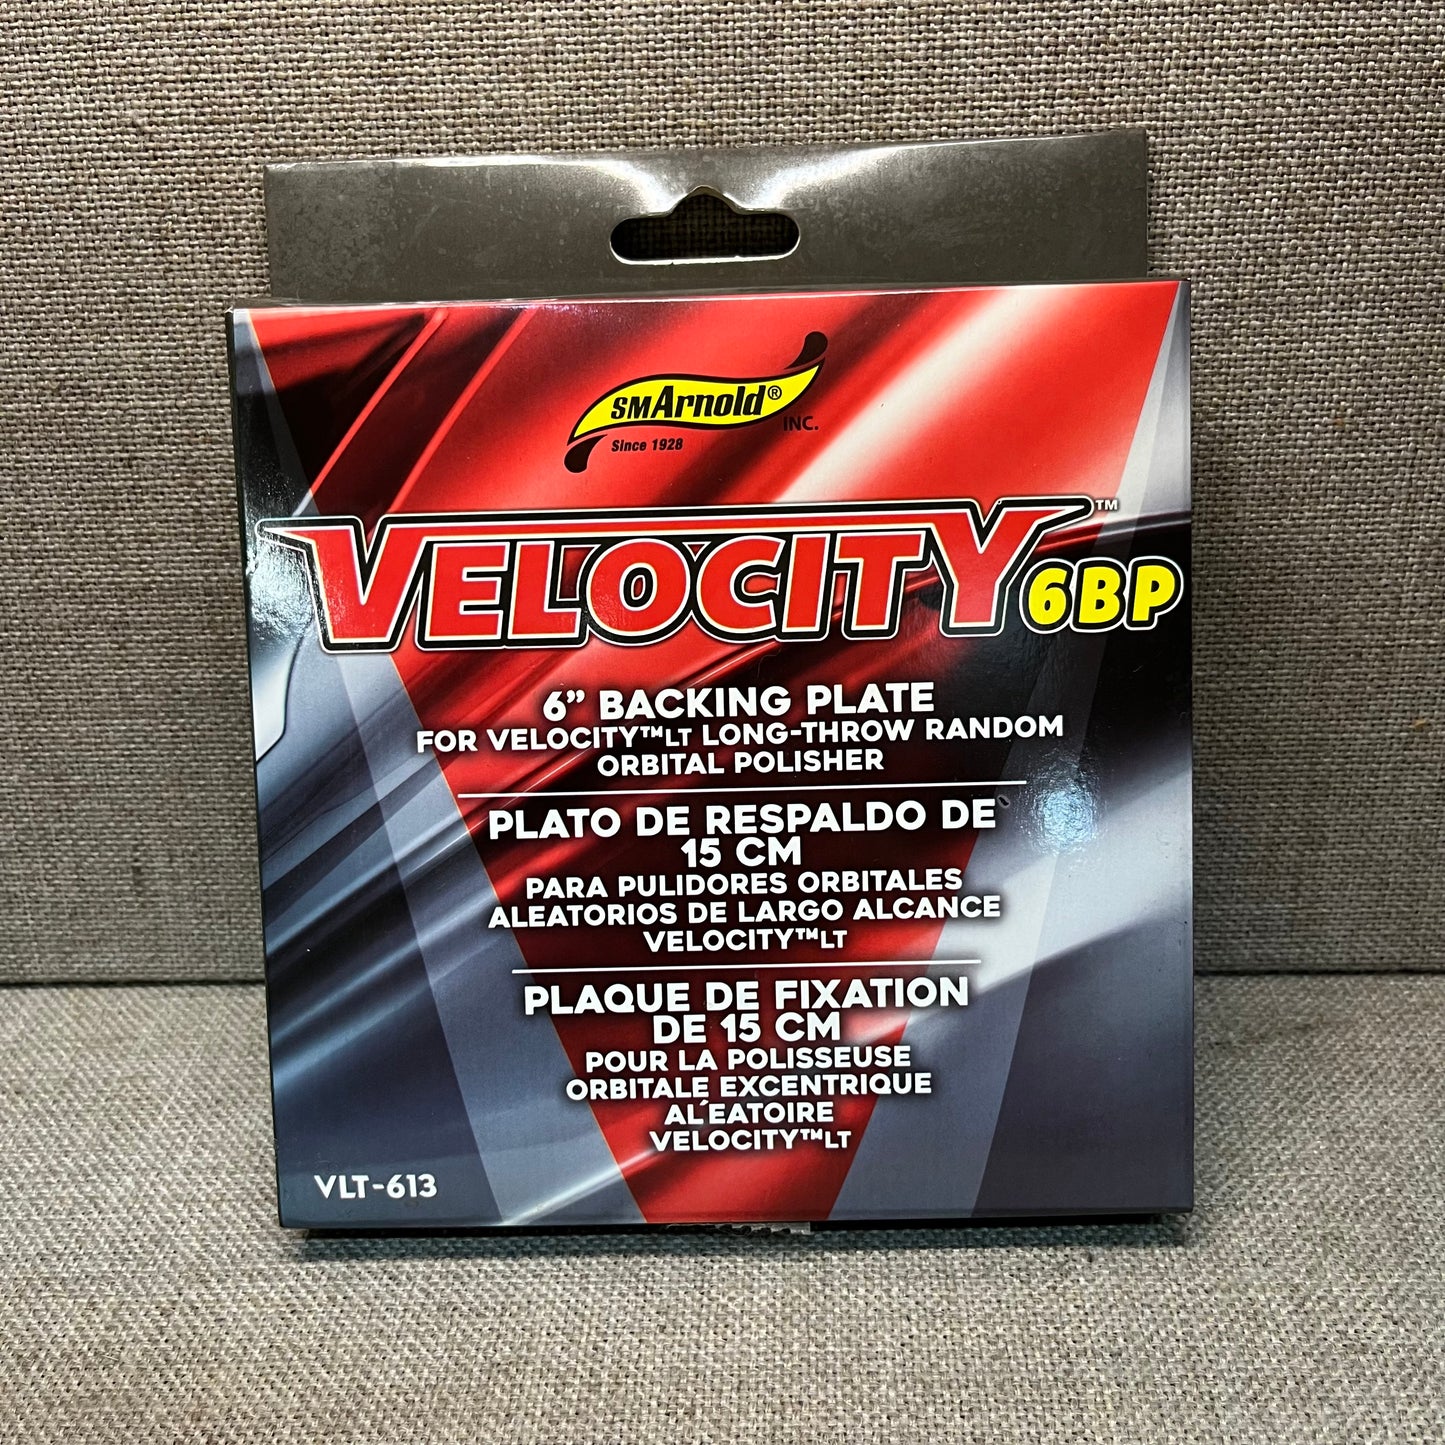 SMArnold® INC.
Since 1928
VELOCITY™ 6BP
6” BACKING PLATE
FOR VELOCITY™LT LONG-THROW RANDOM
ORBITAL POLISHER
PLATO DE RESPALDO DE
15 CM
PARA PULIDORES ORBITALES
ALEATORIOS DE LARGO ALCANCE
VELOCITY™LT
PLAQUE DE FIXATION
DE 15 CM
POUR LA POLISSEUSE
ORBITALE EXCENTRIQUE
AL´EATOIRE
VELOCITY™LT
VLT-613